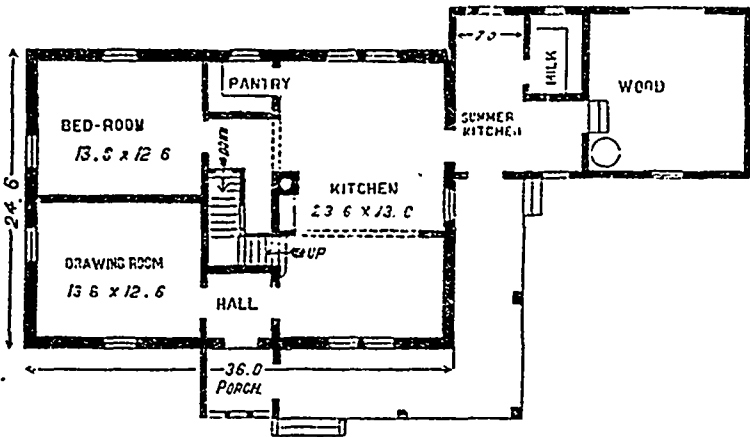 7.0
MILK
WOOD
PANTRY
SUMMER
KITCHEN
BED-ROOM
13.6 x 12 6
DOWN
KITCHEN
23 6 x 13. 0
24.6
UP
DRAWING ROOM
13 6 x 12.6
HALL
36.0
PORCH